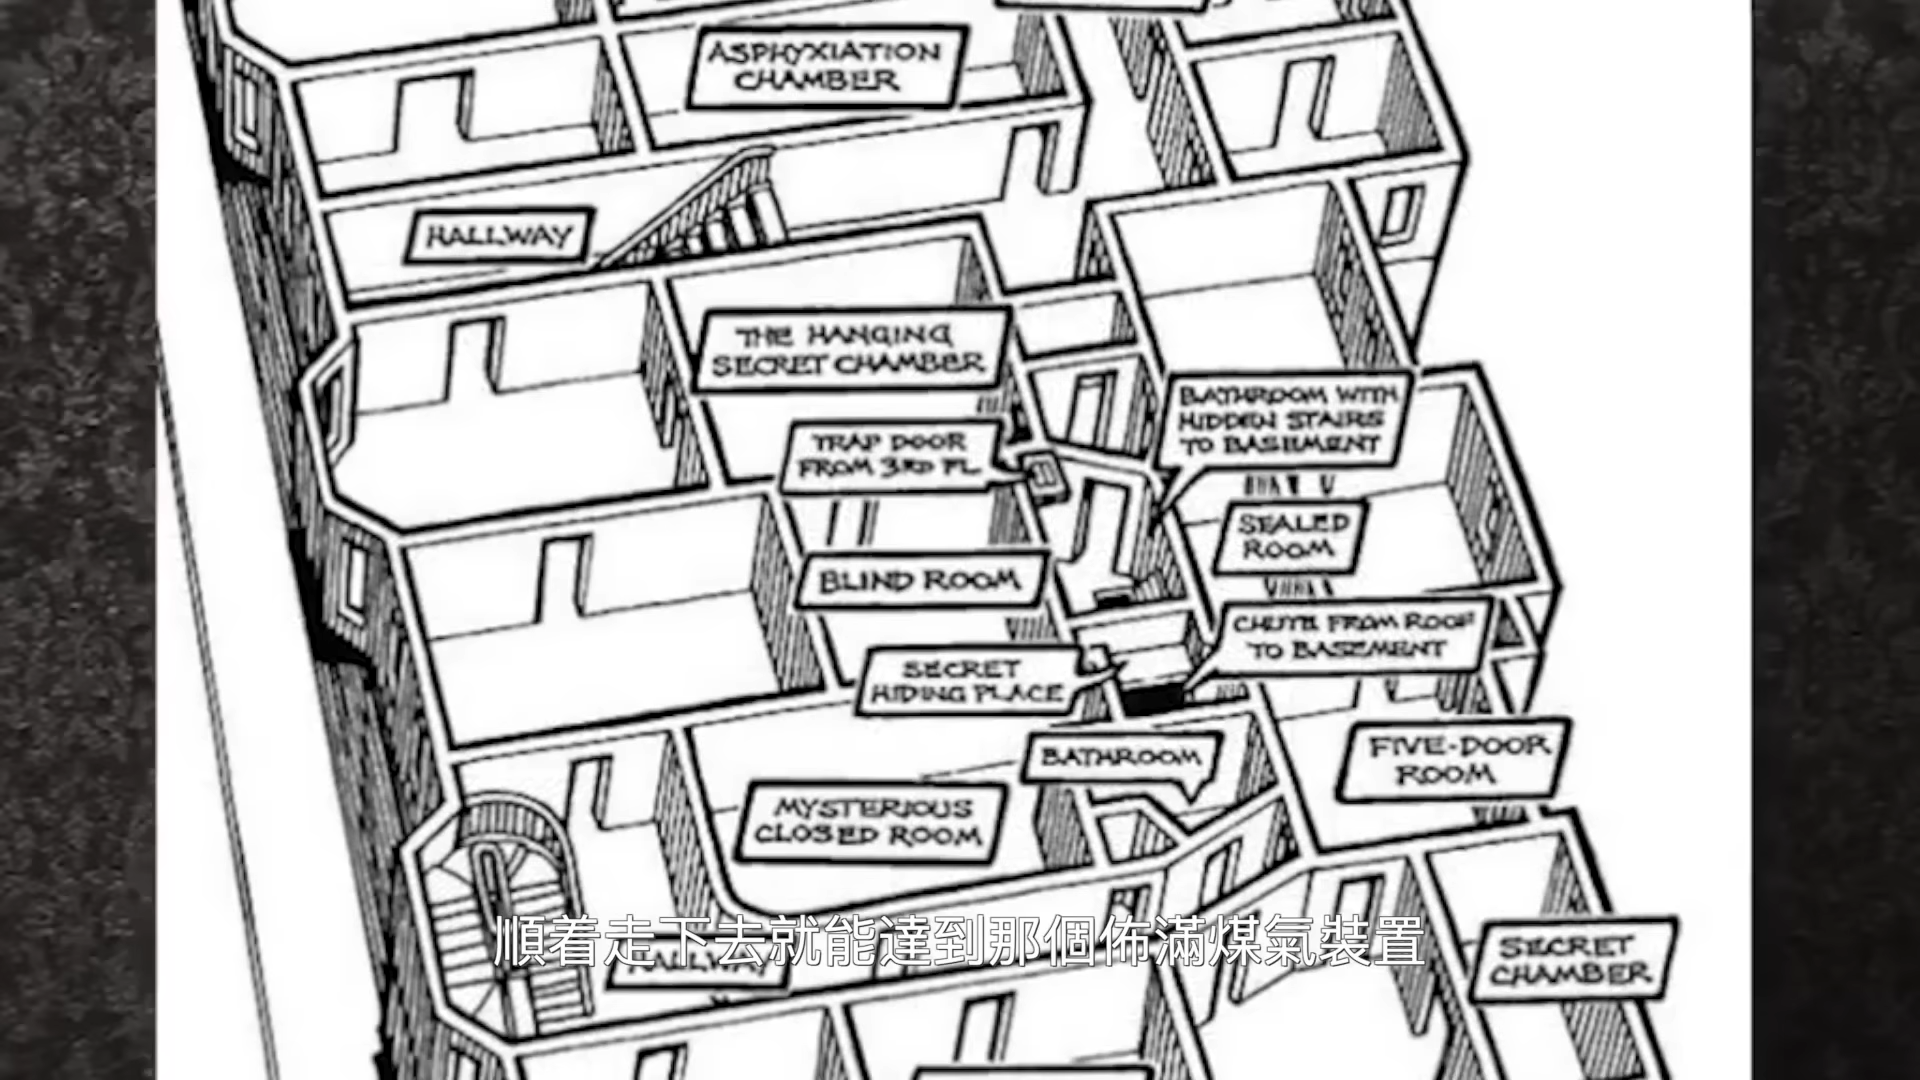 ASPHYXIATION
CHAMBER
HALLWAY
THE HANGING
SECRET CHAMBER
BATHROOM WITH
HIDDEN STAIRS
TO BASEMENT
TRAP DOOR
FROM 3RD FL
SEALED
ROOM
BLIND ROOM
CHUTE FROM ROOF
TO BASEMENT
SECRET
HIDING PLACE
BATHROOM
FIVE-DOOR
ROOM
MYSTERIOUS
CLOSED ROOM
順着走下去就能達到那個佈滿煤氣裝置
HALLWAY
SECRET
CHAMBER